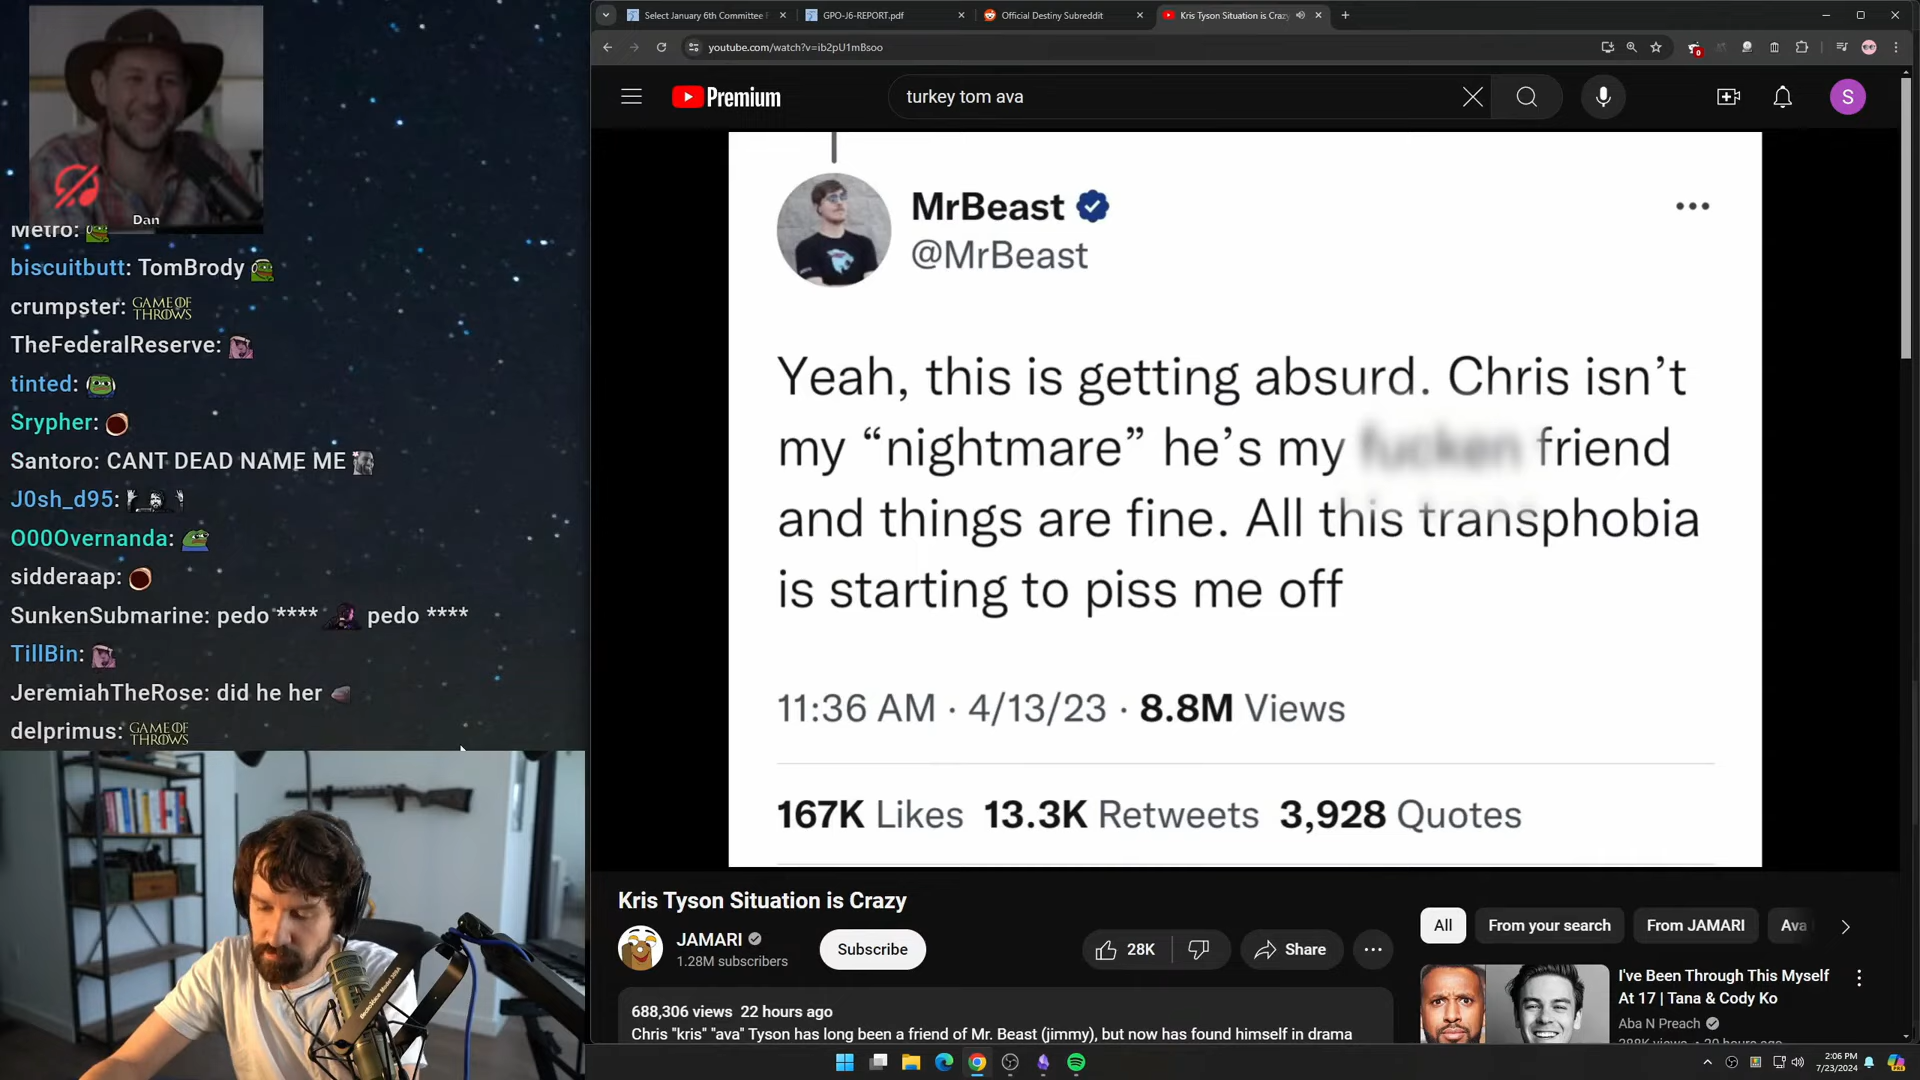 Select January 6th Committee
GPO-J6-REPORT.pdf
Official Destiny Subreddit
Kris Tyson Situation is Crazy
youtube.com/watch?v=ib2pU1mBsoo
Premium
turkey tom ava
S
Dan
Metro:
biscuitbutt: TomBrody
crumpster: GAME OF THROWS
TheFederalReserve:
tinted:
Srypher:
Santoro: CANT DEAD NAME ME
J0sh_d95:
O00Overnanda:
sidderaap:
SunkenSubmarine: pedo **** pedo ****
TillBin:
JeremiahTheRose: did he her
delprimus: GAME OF THROWS
MrBeast
@MrBeast
Yeah, this is getting absurd. Chris isn’t
my “nightmare” he’s my fucken friend
and things are fine. All this transphobia
is starting to piss me off
11:36 AM · 4/13/23 · 8.8M Views
167K Likes 13.3K Retweets 3,928 Quotes
Kris Tyson Situation is Crazy
JAMARI
1.28M subscribers
Subscribe
28K
Share
688,306 views 22 hours ago
Chris "kris" "ava" Tyson has long been a friend of Mr. Beast (jimmy), but now has found himself in drama
All
From your search
From JAMARI
Ava
I've Been Through This Myself
At 17 | Tana & Cody Ko
Aba N Preach
2:06 PM
7/23/2024